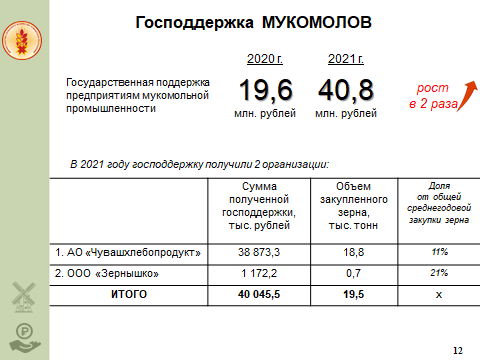 Господдержка МУКОМОЛОВ
2020 г.
2021 г.
Государственная поддержка
предприятиям мукомольной
промышленности
19,6
млн. рублей
40,8
млн. рублей
рост
в 2 раза
В 2021 году господдержку получили 2 организации:
Сумма
полученной
господдержки,
тыс. рублей
Объем
закупленного
зерна,
тыс. тонн
Доля
от общей
среднегодовой
закупки зерна
1. АО «Чувашхлебопродукт»
38 873,3
18,8
11%
2. ООО «Зернышко»
1 172,2
0,7
21%
ИТОГО
40 045,5
19,5
х
12